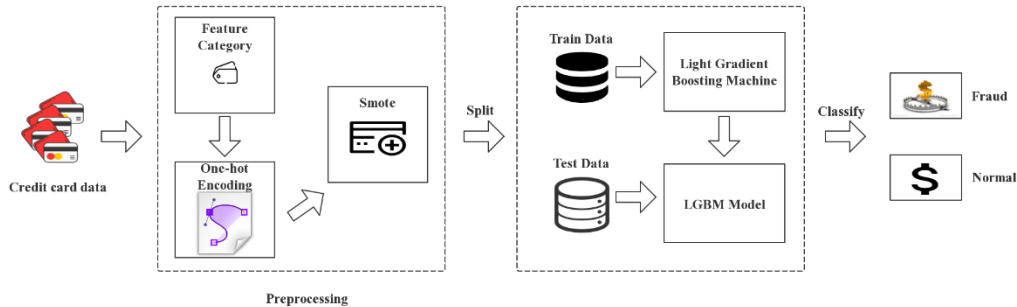 Credit card data
Feature
Category
One-hot
Encoding
Smote
Preprocessing
Split
Train Data
Light Gradient
Boosting Machine
Test Data
LGBM Model
Classify
Fraud
Normal